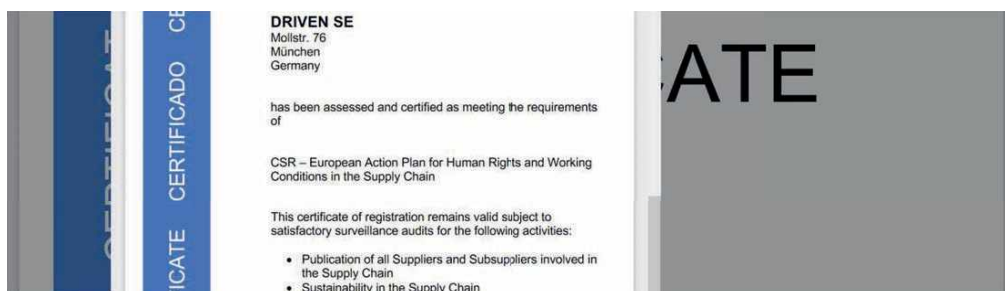 DRIVEN SE
Mollstr. 76
München
Germany
has been assessed and certified as meeting the requirements
of
CSR – European Action Plan for Human Rights and Working
Conditions in the Supply Chain
This certificate of registration remains valid subject to
satisfactory surveillance audits for the following activities:
• Publication of all Suppliers and Subsuppliers involved in
the Supply Chain
• Sustainability in the Supply Chain
CERTIFICADO